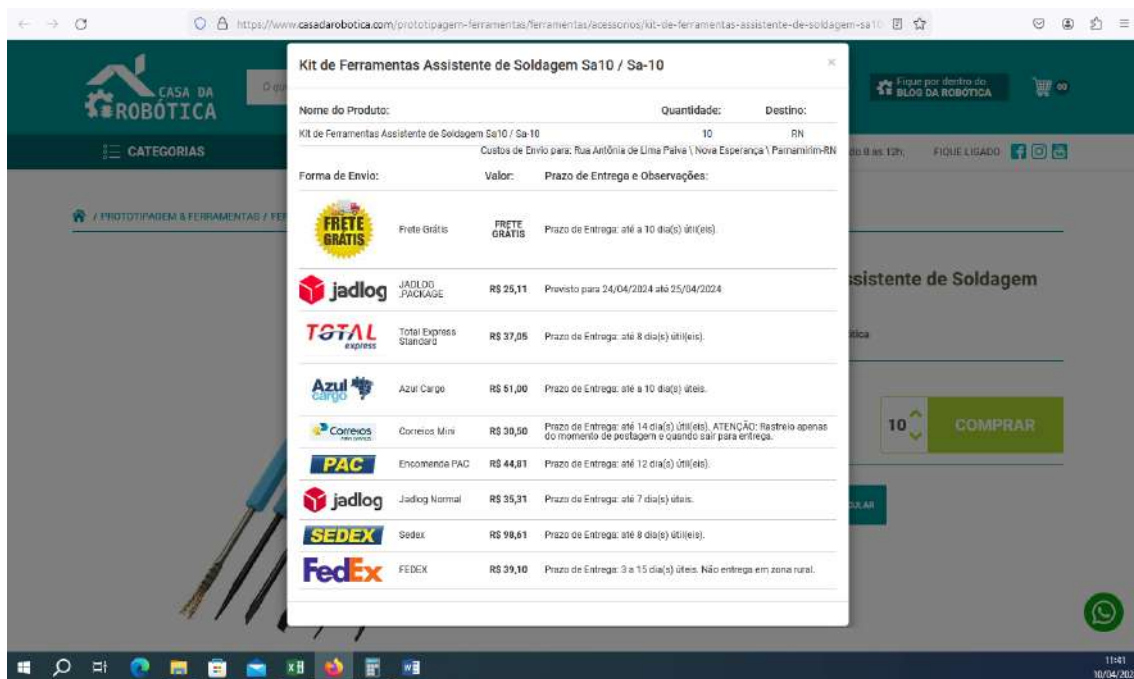 https://www.casadarobotica.com/prototipagem-ferramentas/ferramentas/acessorios/kit-de-ferramentas-assistente-de-soldagem-sa10
CASA DA
ROBÓTICA
O que
Figue por dentro do
BLOG DA ROBÓTICA
CATEGORIAS
8 às 12h.
FIQUE LIGADO
/ PROTOTIPAGEM & FERRAMENTAS / FER
ssistente de Soldagem
ótica
10
COMPRAR
Kit de Ferramentas Assistente de Soldagem Sa10 / Sa-10
×
Nome do Produto: Quantidade: Destino:
Kit de Ferramentas Assistente de Soldagem Sa10 / Sa-10 10 RN
Custos de Envio para: Rua Antônia de Lima Paiva \ Nova Esperança \ Parnamirim-RN
Forma de Envio: Valor: Prazo de Entrega e Observações:
FRETE GRÁTIS Frete Grátis FRETE GRÁTIS Prazo de Entrega: até a 10 dia(s) útil(eis).
jadlog JADLOG .PACKAGE R$ 25,11 Previsto para 24/04/2024 até 25/04/2024
TOTAL express Total Express Standard R$ 37,05 Prazo de Entrega: até 8 dia(s) útil(eis).
Azul cargo Azul Cargo R$ 51,00 Prazo de Entrega: até a 10 dia(s) úteis.
Correios Correios Mini R$ 30,50 Prazo de Entrega: até 14 dia(s) útil(eis). ATENÇÃO: Rastreio apenas
do momento de postagem e quando sair para entrega.
PAC Encomenda PAC R$ 44,81 Prazo de Entrega: até 12 dia(s) útil(eis).
jadlog Jadlog Normal R$ 35,31 Prazo de Entrega: até 7 dia(s) úteis.
SEDEX Sedex R$ 98,61 Prazo de Entrega: até 8 dia(s) útil(eis).
FedEx FEDEX R$ 39,10 Prazo de Entrega: 3 a 15 dia(s) úteis. Não entrega em zona rural.
11:41
10/04/202